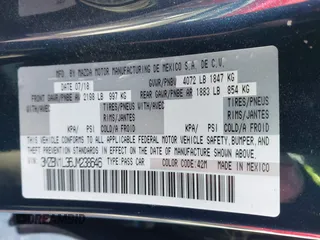 MFD. BY MAZDA MOTOR MANUFACTURING DE MEXICO S.A. DE C.V.
DATE 07/18 GVWR/PNBV 4072 LB 1847 KG
FRONT GAWR/PNBE AV 2188 LB 997 KG REAR GAWR/PNBE AR 1883 LB 854 KG
WITH/AVEC TIRES/PNEUS WITH/AVEC TIRES/PNEUS
RIMS/JANTES RIMS/JANTES
KPA/ PSI KPA/ PSI
THIS VEHICLE CONFORMS TO ALL APPLICABLE
FEDERAL MOTOR VEHICLE SAFETY, BUMPER, AND
THEFT PREVENTION STANDARDS IN EFFECT ON
THE DATE OF MANUFACTURE SHOWN ABOVE.
TYPE PASS CAR COLOR CODE: 42M MADE IN MEXICO